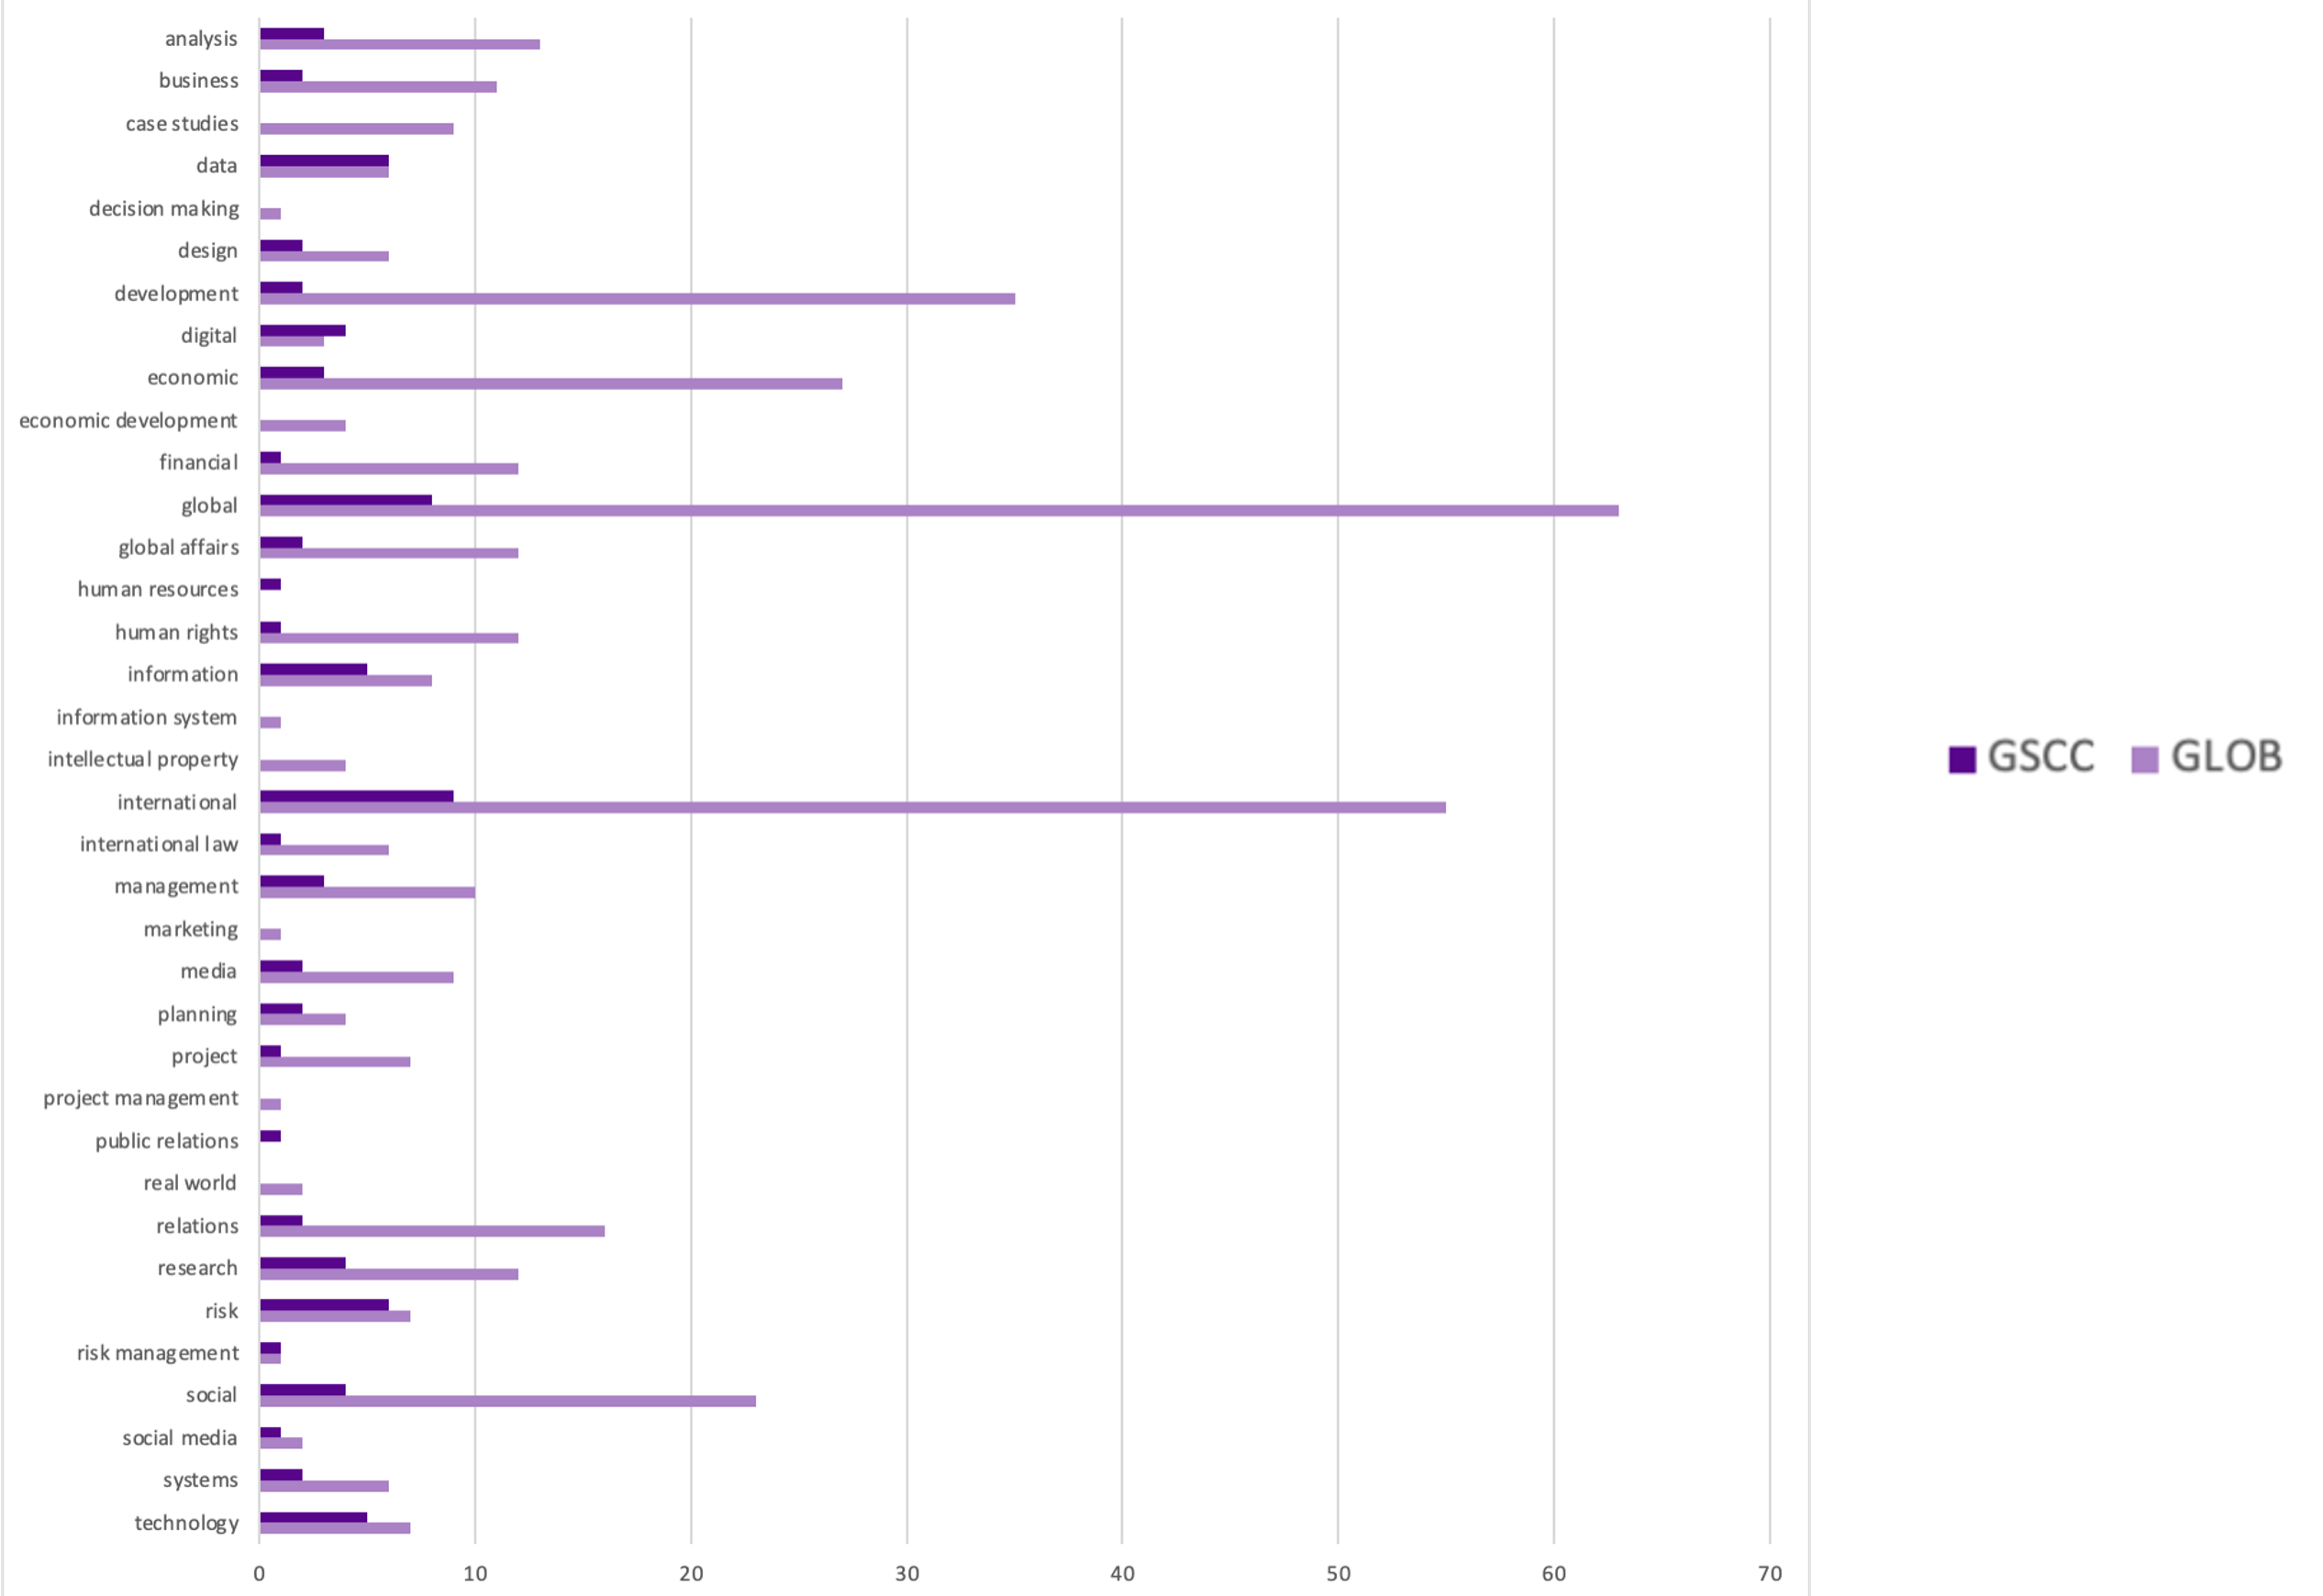 analysis
business
case studies
data
decision making
design
development
digital
economic
economic development
financial
global
global affairs
human resources
human rights
information
information system
intellectual property
international
international law
management
marketing
media
planning
project
project management
public relations
real world
relations
research
risk
risk management
social
social media
systems
technology
0 10 20 30 40 50 60 70
GSCC GLOB